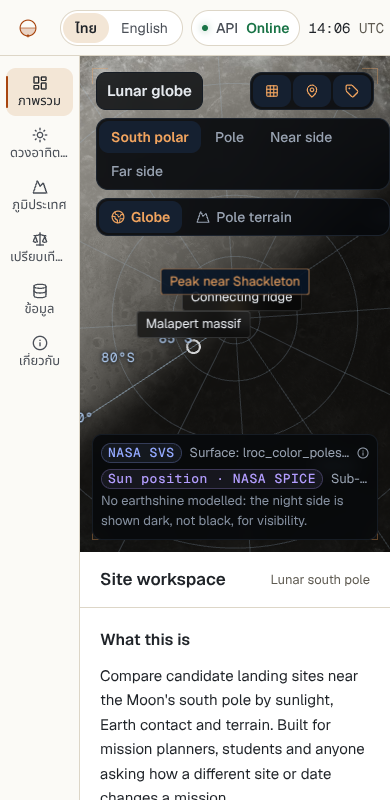 ไทย English API Online 14:06 UTC
ภาพรวม
ดวงอาทิต…
ภูมิประเทศ
เปรียบเที…
ข้อมูล
เกี่ยวกับ
Lunar globe
South polar Pole Near side
Far side
Globe Pole terrain
Peak near Shackleton
Connecting ridge
Malapert massif
85°S
80°S
0°
NASA SVS Surface: lroc_color_poles…
Sun position · NASA SPICE Sub-…
No earthshine modelled: the night side is
shown dark, not black, for visibility.
Site workspace Lunar south pole
What this is
Compare candidate landing sites near
the Moon's south pole by sunlight,
Earth contact and terrain. Built for
mission planners, students and anyone
asking how a different site or date
changes a mission.